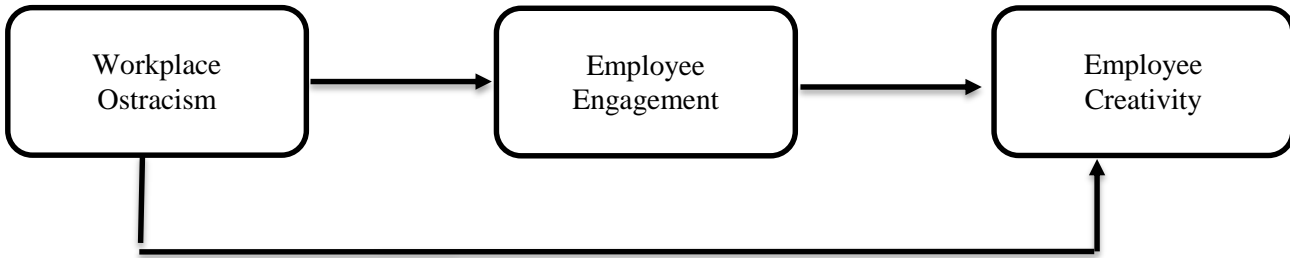 Workplace
Ostracism
Employee
Engagement
Employee
Creativity